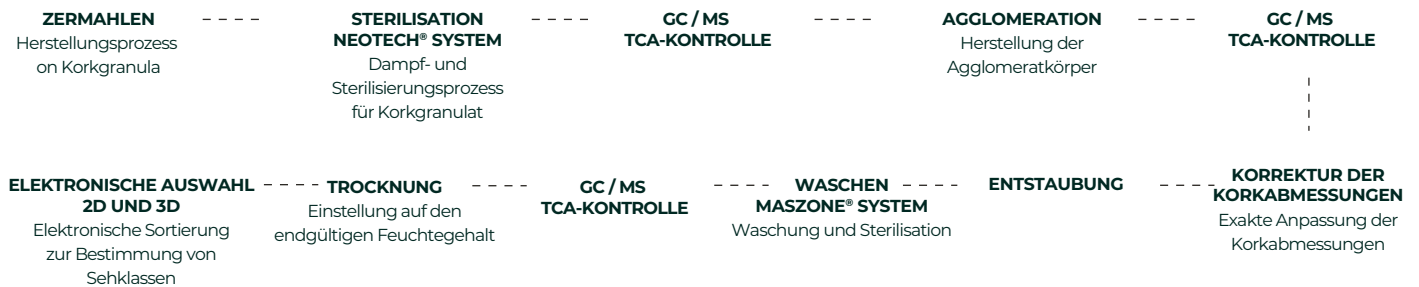 ZERMAHLEN
Herstellungsprozess
on Korkgranula
STERILISATION
NEOTECH® SYSTEM
Dampf- und
Sterilisierungsprozess
für Korkgranulat
GC / MS
TCA-KONTROLLE
AGGLOMERATION
Herstellung der
Agglomeratkörper
GC / MS
TCA-KONTROLLE
ELEKTRONISCHE AUSWAHL
2D UND 3D
Elektronische Sortierung
zur Bestimmung von
Sehklassen
TROCKNUNG
Einstellung auf den
endgültigen Feuchtegehalt
GC / MS
TCA-KONTROLLE
WASCHEN
MASZONE® SYSTEM
Waschung und Sterilisation
ENTSTAUBUNG
KORREKTUR DER
KORKABMESSUNGEN
Exakte Anpassung der
Korkabmessungen